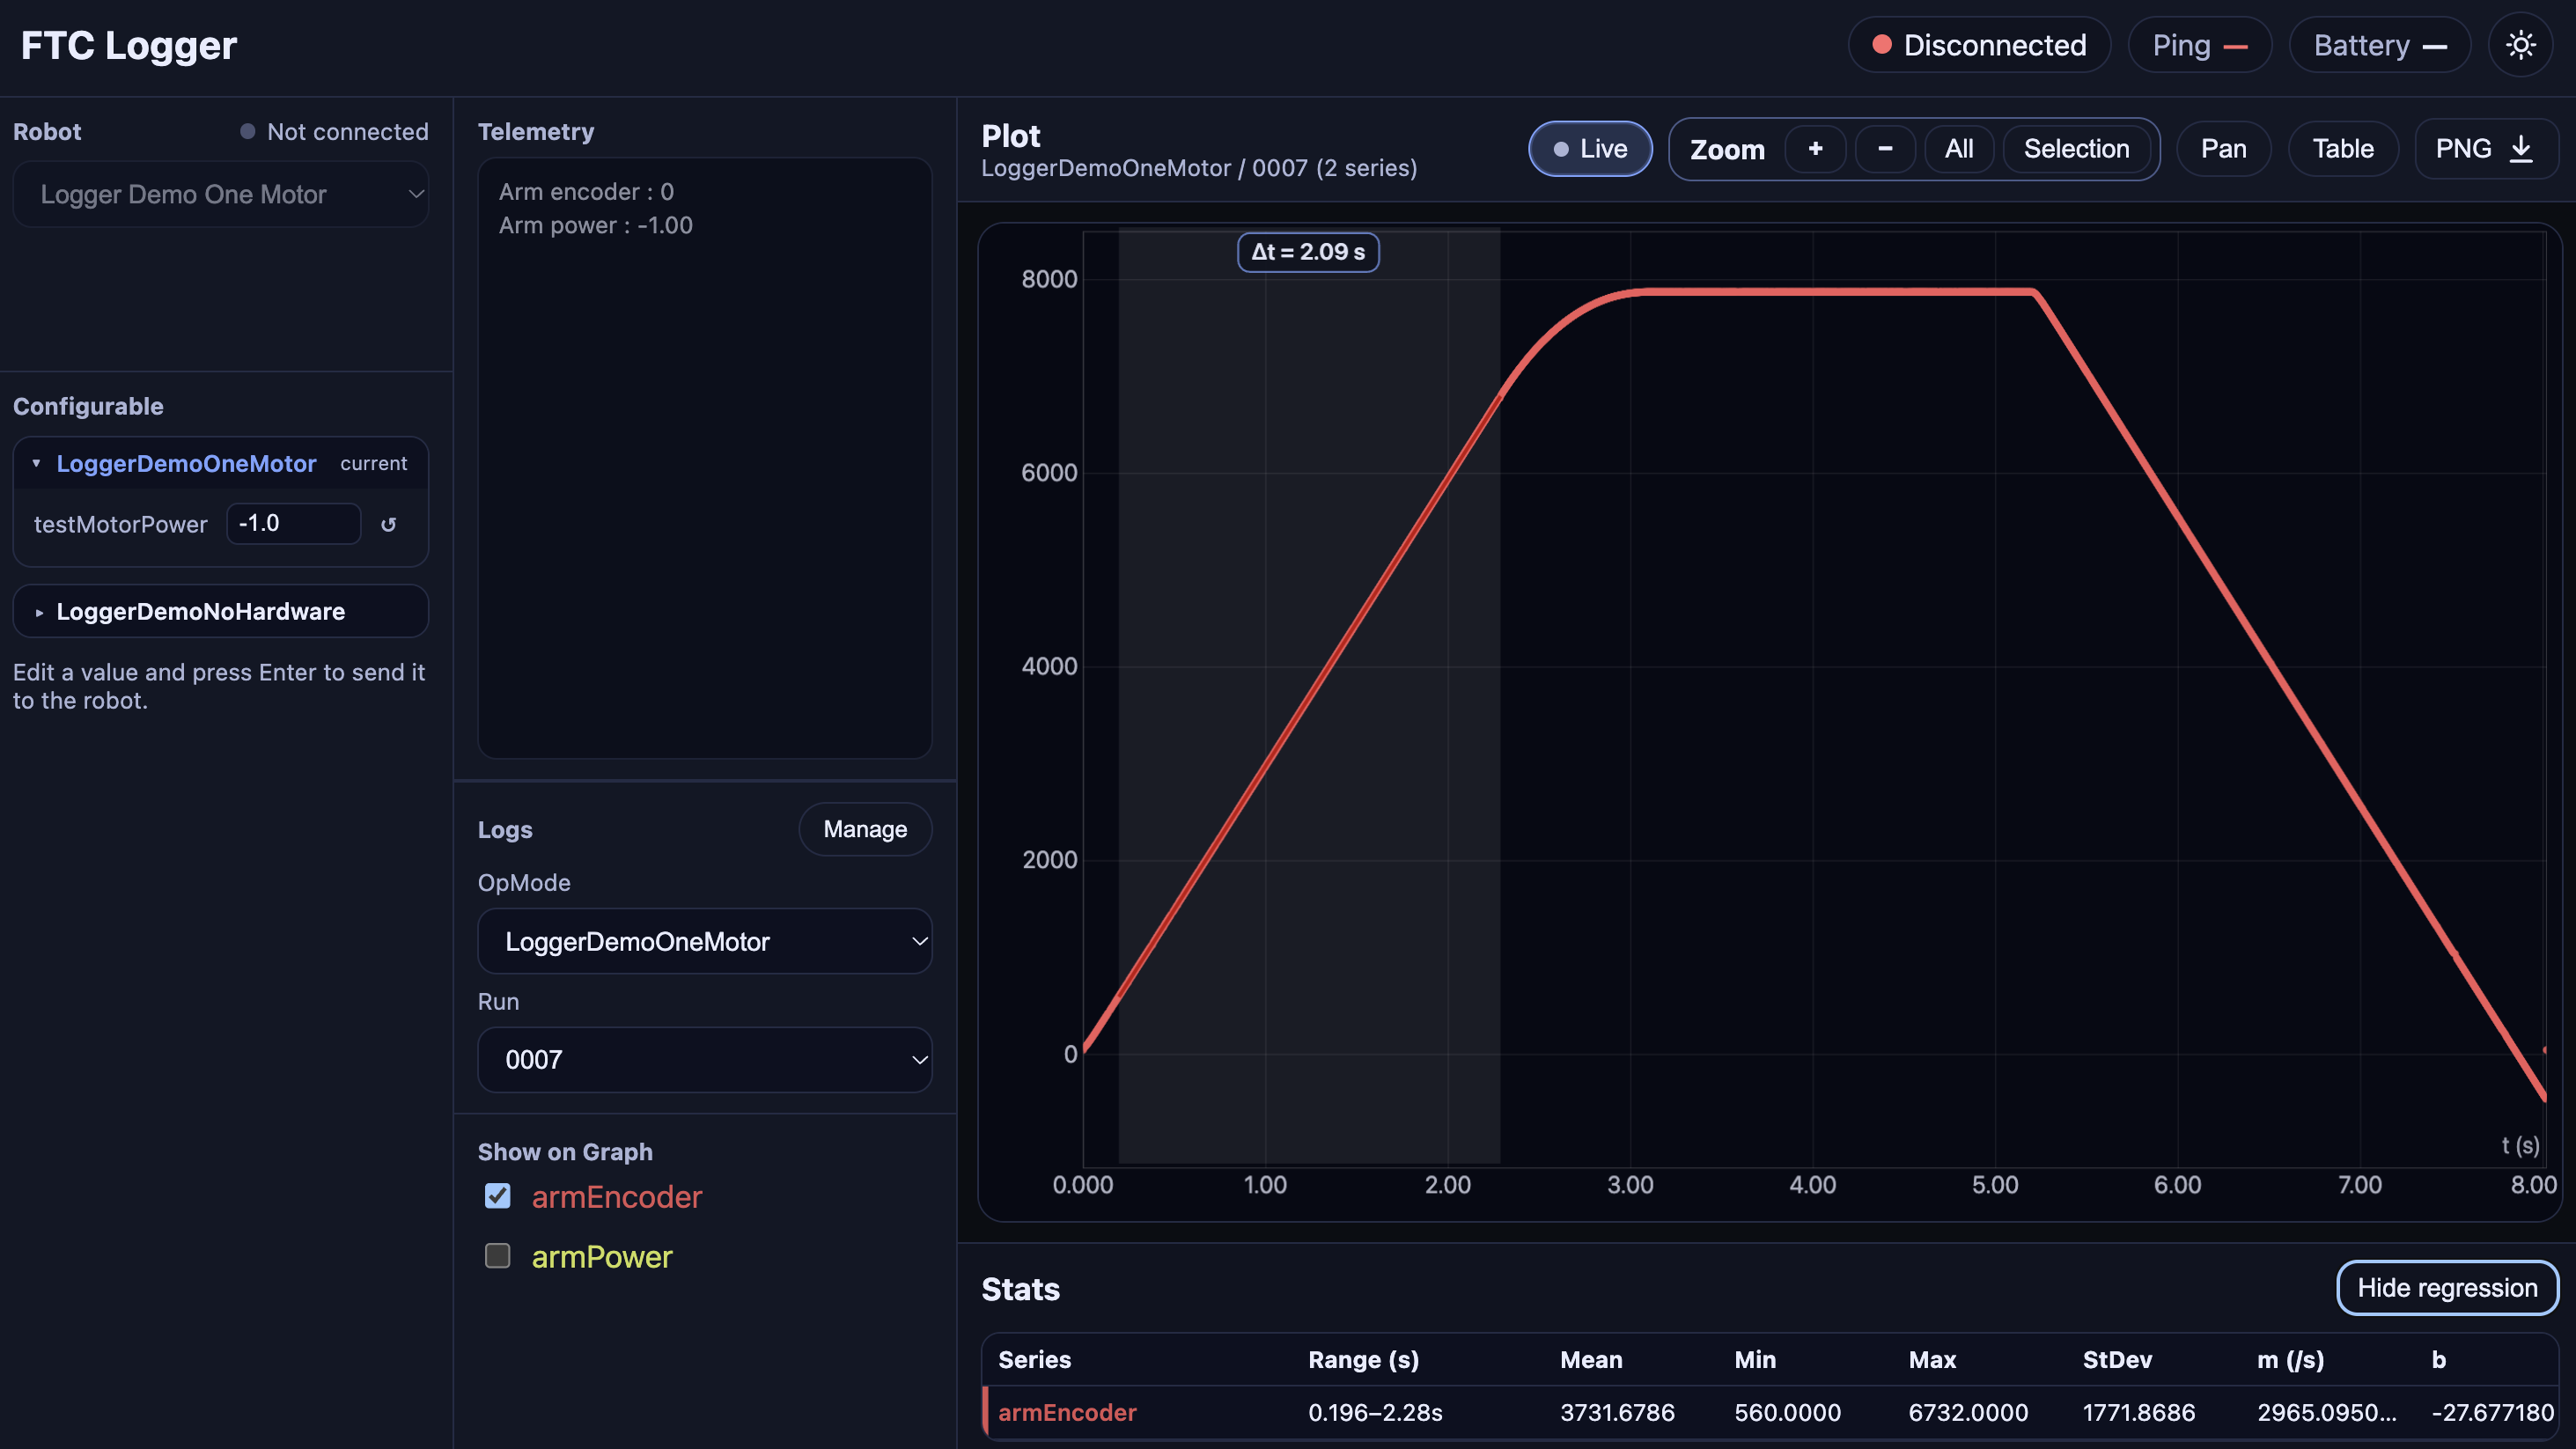 FTC Logger
Disconnected
Ping —
Battery —
Robot
Not connected
Logger Demo One Motor
Configurable
LoggerDemoOneMotor current
testMotorPower -1.0
LoggerDemoNoHardware
Edit a value and press Enter to send it
to the robot.
Telemetry
Arm encoder : 0
Arm power : -1.00
Logs
Manage
OpMode
LoggerDemoOneMotor
Run
0007
Show on Graph
armEncoder
armPower
Plot
LoggerDemoOneMotor / 0007 (2 series)
Live
Zoom + − All Selection
Pan
Table
PNG
Δt = 2.09 s
8000
6000
4000
2000
0
t (s)
0.000 1.00 2.00 3.00 4.00 5.00 6.00 7.00 8.00
Stats
Hide regression
Series Range (s) Mean Min Max StDev m (/s) b
armEncoder 0.196–2.28s 3731.6786 560.0000 6732.0000 1771.8686 2965.0950... -27.677180